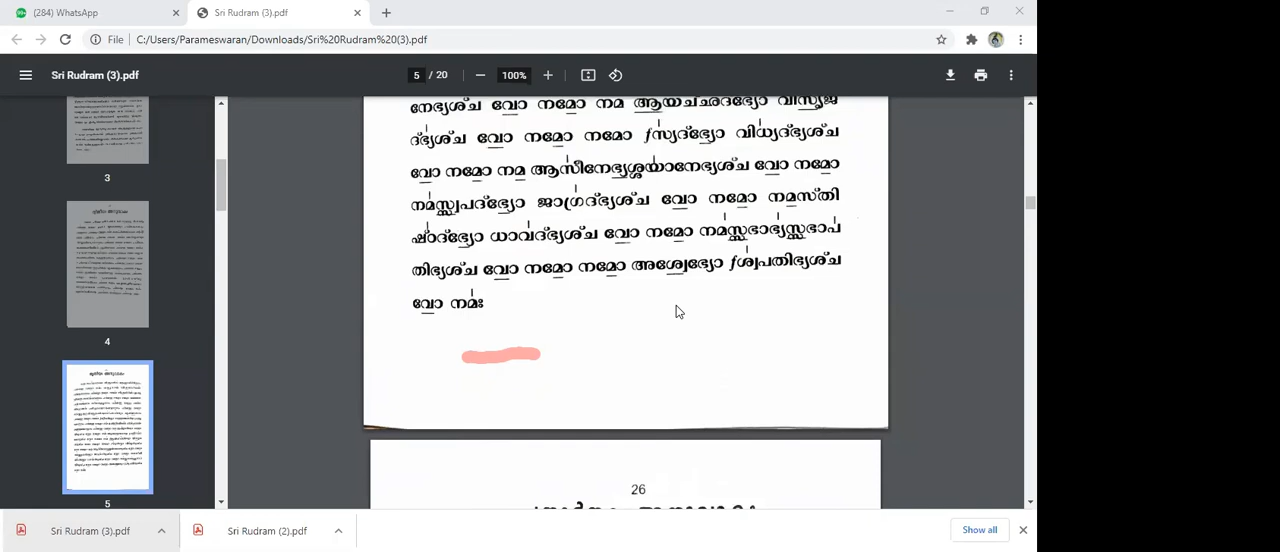 (284) WhatsApp
Sri Rudram (3).pdf
File
C:/Users/Parameswaran/Downloads/Sri%20Rudram%20(3).pdf
Sri Rudram (3).pdf
5 / 20
100%
3
4
5
നേഭ്യശ്ച വോ നമോ നമ ആയച്ഛദ്ഭ്യോ വിസൃജ
ദ്ഭ്യശ്ച വോ നമോ നമോ ƒസ്യദ്ഭ്യോ വിധ്യദ്ഭ്യശ്ച
വോ നമോ നമ ആസീനേഭ്യശ്ശയാനേഭ്യശ്ച വോ നമോ
നമസ്സ്വപദ്ഭ്യോ ജാഗ്രദ്ഭ്യശ്ച വോ നമോ നമസ്തി
ഷ്ഠദ്ഭ്യോ ധാവദ്ഭ്യശ്ച വോ നമോ നമസ്സഭാഭ്യസ്സഭാപ
തിഭ്യശ്ച വോ നമോ നമോ അശ്വേഭ്യോ ƒശ്വപതിഭ്യശ്ച
വോ നമഃ
26
Sri Rudram (3).pdf
Sri Rudram (2).pdf
Show all